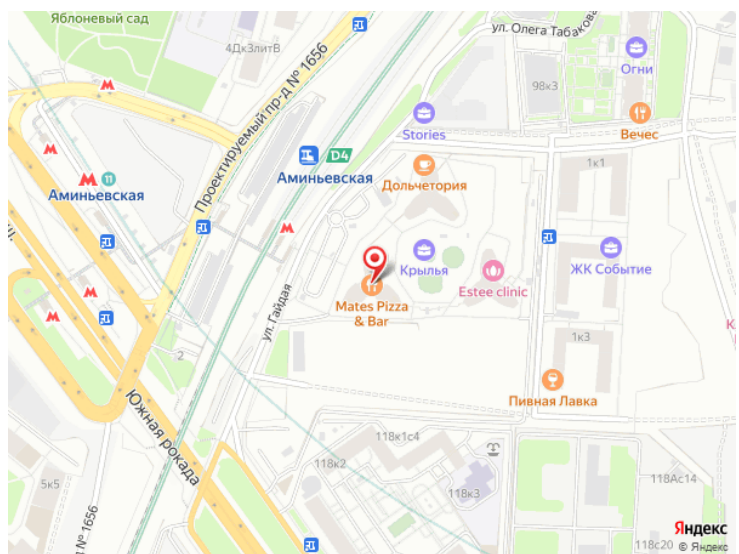 Яблоневый сад
4Дк3литВ
Проектируемый пр-д № 1656
ул. Олега Табакова
Огни
98к3
Stories
Вечес
Аминьевская
D4
11
Аминьевская
Дольчетория
1к1
Крылья
Estee clinic
ЖК Событие
Mates Pizza
& Bar
ул. Гайдая
1к3
2
Пивная Лавка
Южная рокада
118к1с4
118к2
118к3
118Ас14
5к5
№ 1656
118с20
Яндекс
© Яндекс